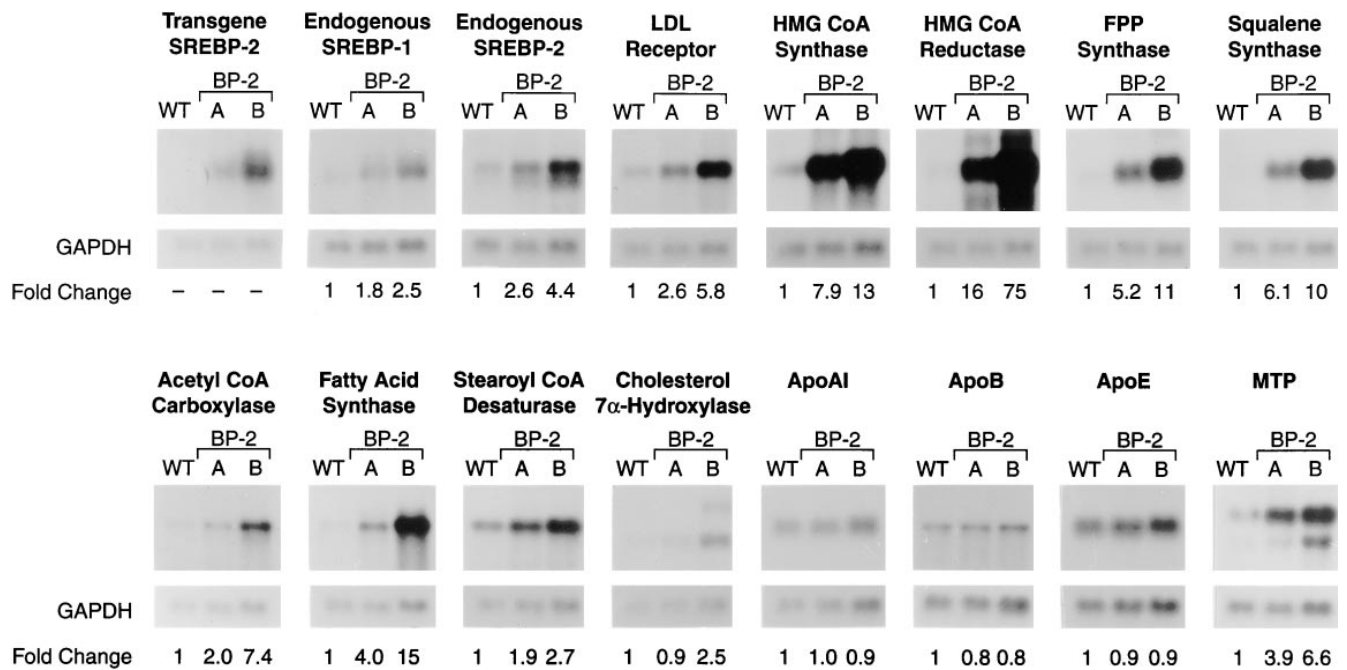 Transgene Endogenous Endogenous LDL HMG CoA HMG CoA FPP Squalene
SREBP-2 SREBP-1 SREBP-2 Receptor Synthase Reductase Synthase Synthase
BP-2 BP-2 BP-2 BP-2 BP-2 BP-2 BP-2 BP-2
WT A B WT A B WT A B WT A B WT A B WT A B WT A B WT A B
GAPDH
Fold Change – – – 1 1.8 2.5 1 2.6 4.4 1 2.6 5.8 1 7.9 13 1 16 75 1 5.2 11 1 6.1 10
Acetyl CoA Fatty Acid Stearoyl CoA Cholesterol ApoAI ApoB ApoE MTP
Carboxylase Synthase Desaturase 7α-Hydroxylase
BP-2 BP-2 BP-2 BP-2 BP-2 BP-2 BP-2 BP-2
WT A B WT A B WT A B WT A B WT A B WT A B WT A B WT A B
GAPDH
Fold Change 1 2.0 7.4 1 4.0 15 1 1.9 2.7 1 0.9 2.5 1 1.0 0.9 1 0.8 0.8 1 0.9 0.9 1 3.9 6.6